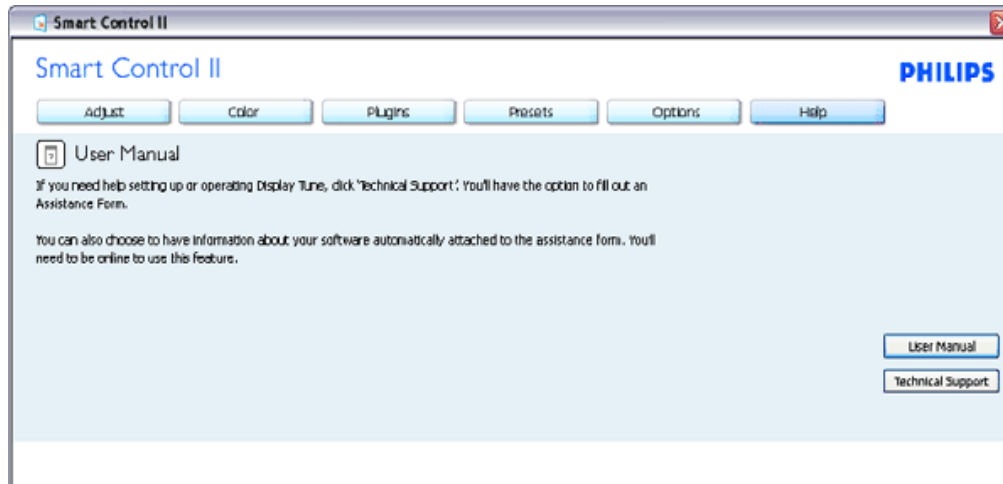 Smart Control II
Smart Control II
PHILIPS
Adjust Color Plugins Presets Options Help
User Manual
If you need help setting up or operating Display Tune, click 'Technical Support'. You'll have the option to fill out an
Assistance Form.
You can also choose to have information about your software automatically attached to the assistance form. You'll
need to be online to use this feature.
User Manual
Technical Support